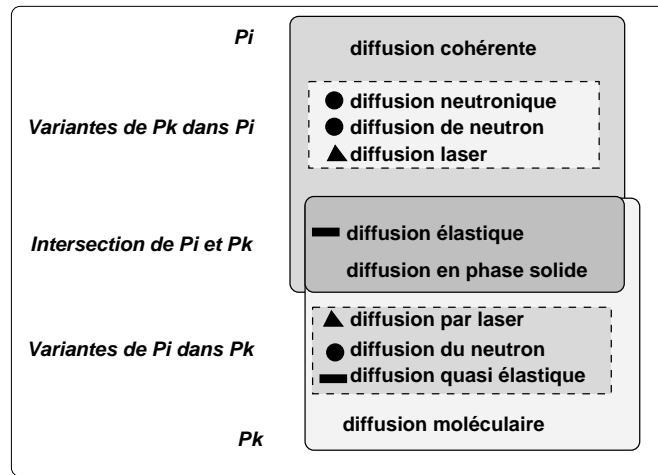 Pi
diffusion cohérente
diffusion neutronique
Variantes de Pk dans Pi
diffusion de neutron
diffusion laser
Intersection de Pi et Pk
diffusion élastique
diffusion en phase solide
diffusion par laser
Variantes de Pi dans Pk
diffusion du neutron
diffusion quasi élastique
diffusion moléculaire
Pk